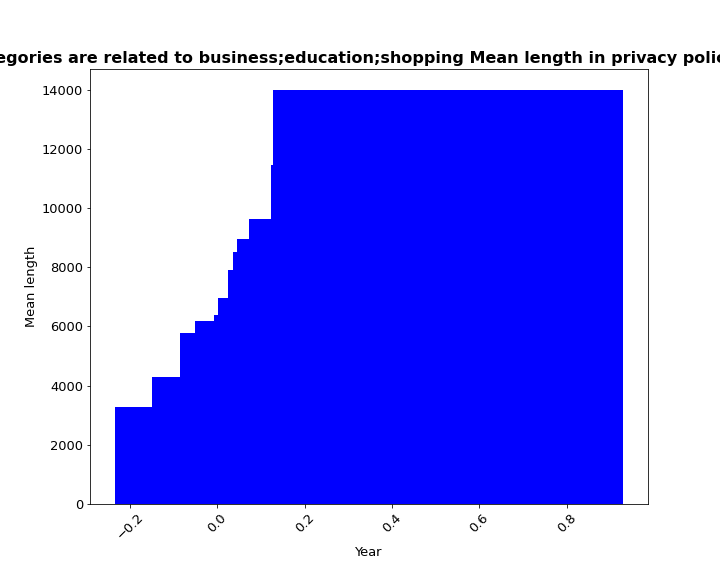 egories are related to business;education;shopping Mean length in privacy polic
14000
12000
10000
8000
6000
4000
2000
0
Mean length
−0.2 0.0 0.2 0.4 0.6 0.8
Year